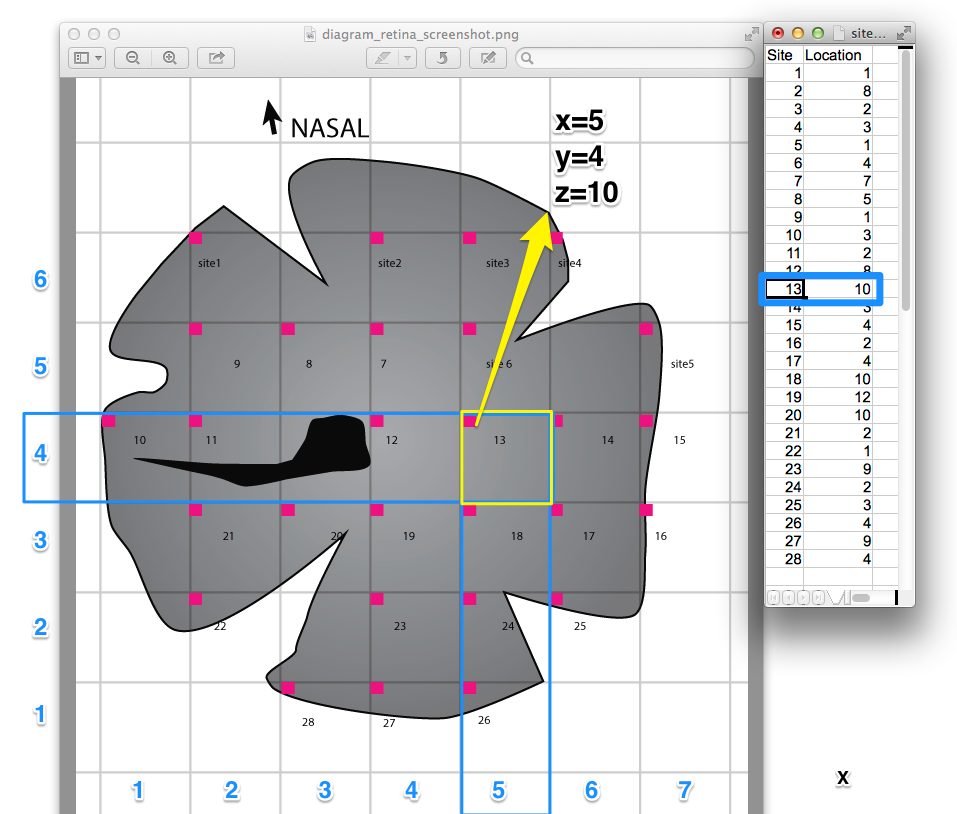 diagram_retina_screenshot.png
site...
NASAL
x=5
y=4
z=10
site1 site2 site3 site4
6
9 8 7 site 6 site5
5
10 11 12 13 14 15
4
21 20 19 18 17 16
3
22 23 24 25
2
28 27 26
1
1 2 3 4 5 6 7
x
Site Location
1 1
2 8
3 2
4 3
5 1
6 4
7 7
8 5
9 1
10 3
11 2
12 8
13 10
14 3
15 4
16 2
17 4
18 10
19 12
20 10
21 2
22 1
23 9
24 2
25 3
26 4
27 9
28 4